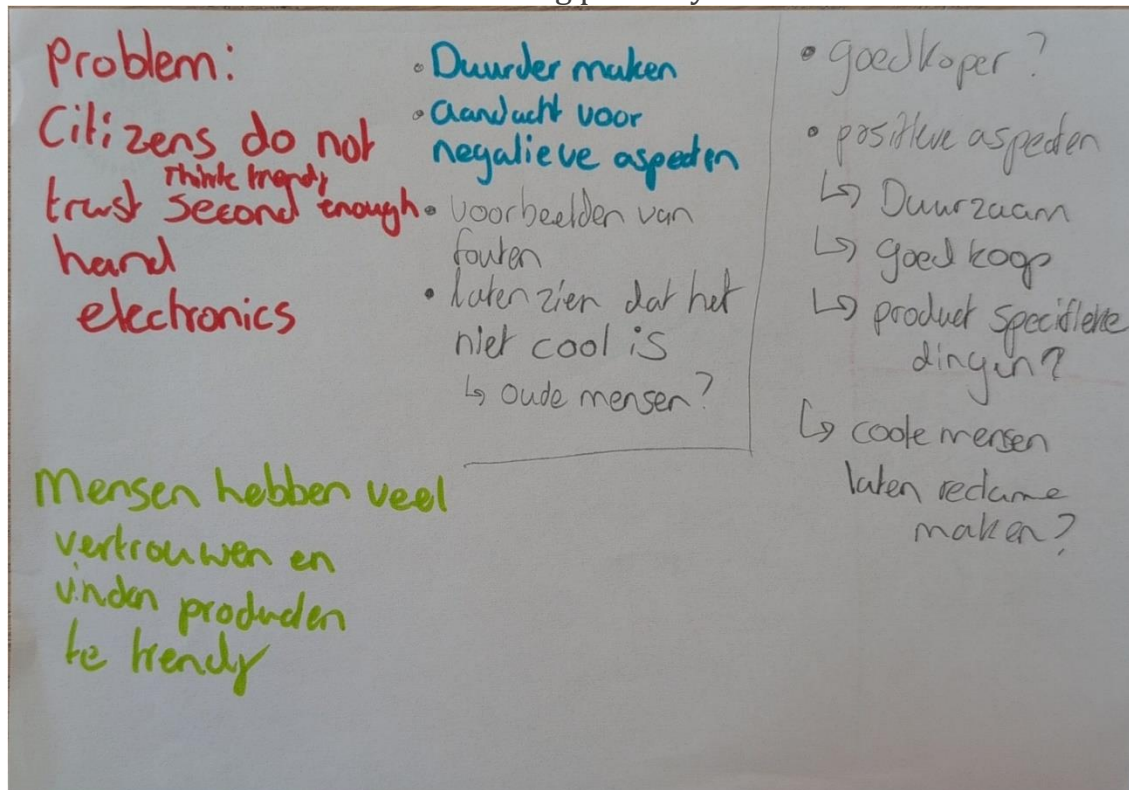 Problem:
Citizens do not
think trendy
trust second enough
hand
electronics
• Duurder maken
• aandacht voor
negatieve aspecten
• voorbeelden van
fouten
• laten zien dat het
niet cool is
↳ oude mensen?
• goedkoper?
• positieve aspecten
↳ Duurzaam
↳ goedkoop
↳ product specifieke
dingen?
↳ coole mensen
laten reclame
maken?
Mensen hebben veel
vertrouwen en
vinden producten
te trendy